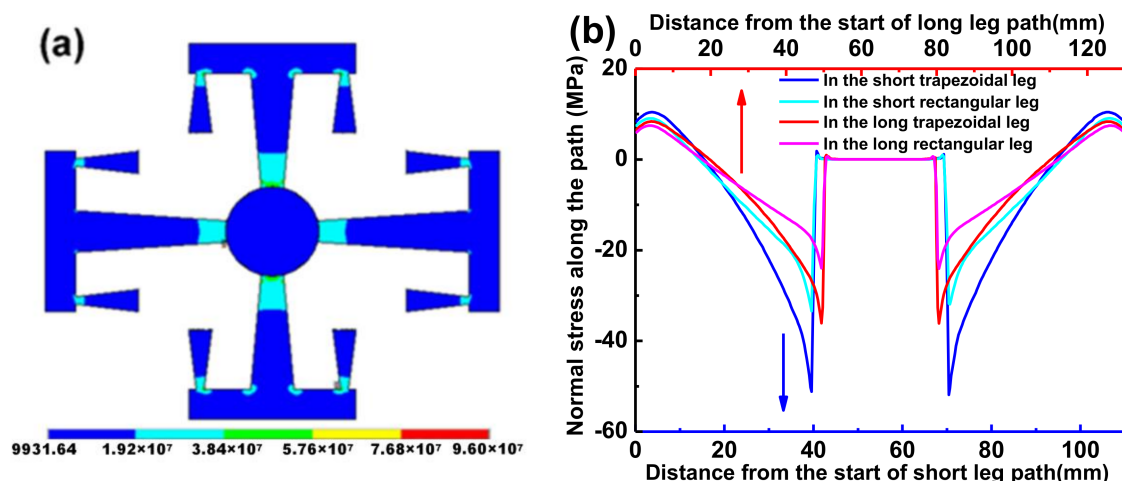 (a)
9931.64 1.92×10⁷ 3.84×10⁷ 5.76×10⁷ 7.68×10⁷ 9.60×10⁷
(b)
Distance from the start of long leg path(mm)
0 20 40 60 80 100 120
Normal stress along the path (MPa)
20
0
-20
-40
-60
In the short trapezoidal leg
In the short rectangular leg
In the long trapezoidal leg
In the long rectangular leg
0 20 40 60 80 100
Distance from the start of short leg path(mm)